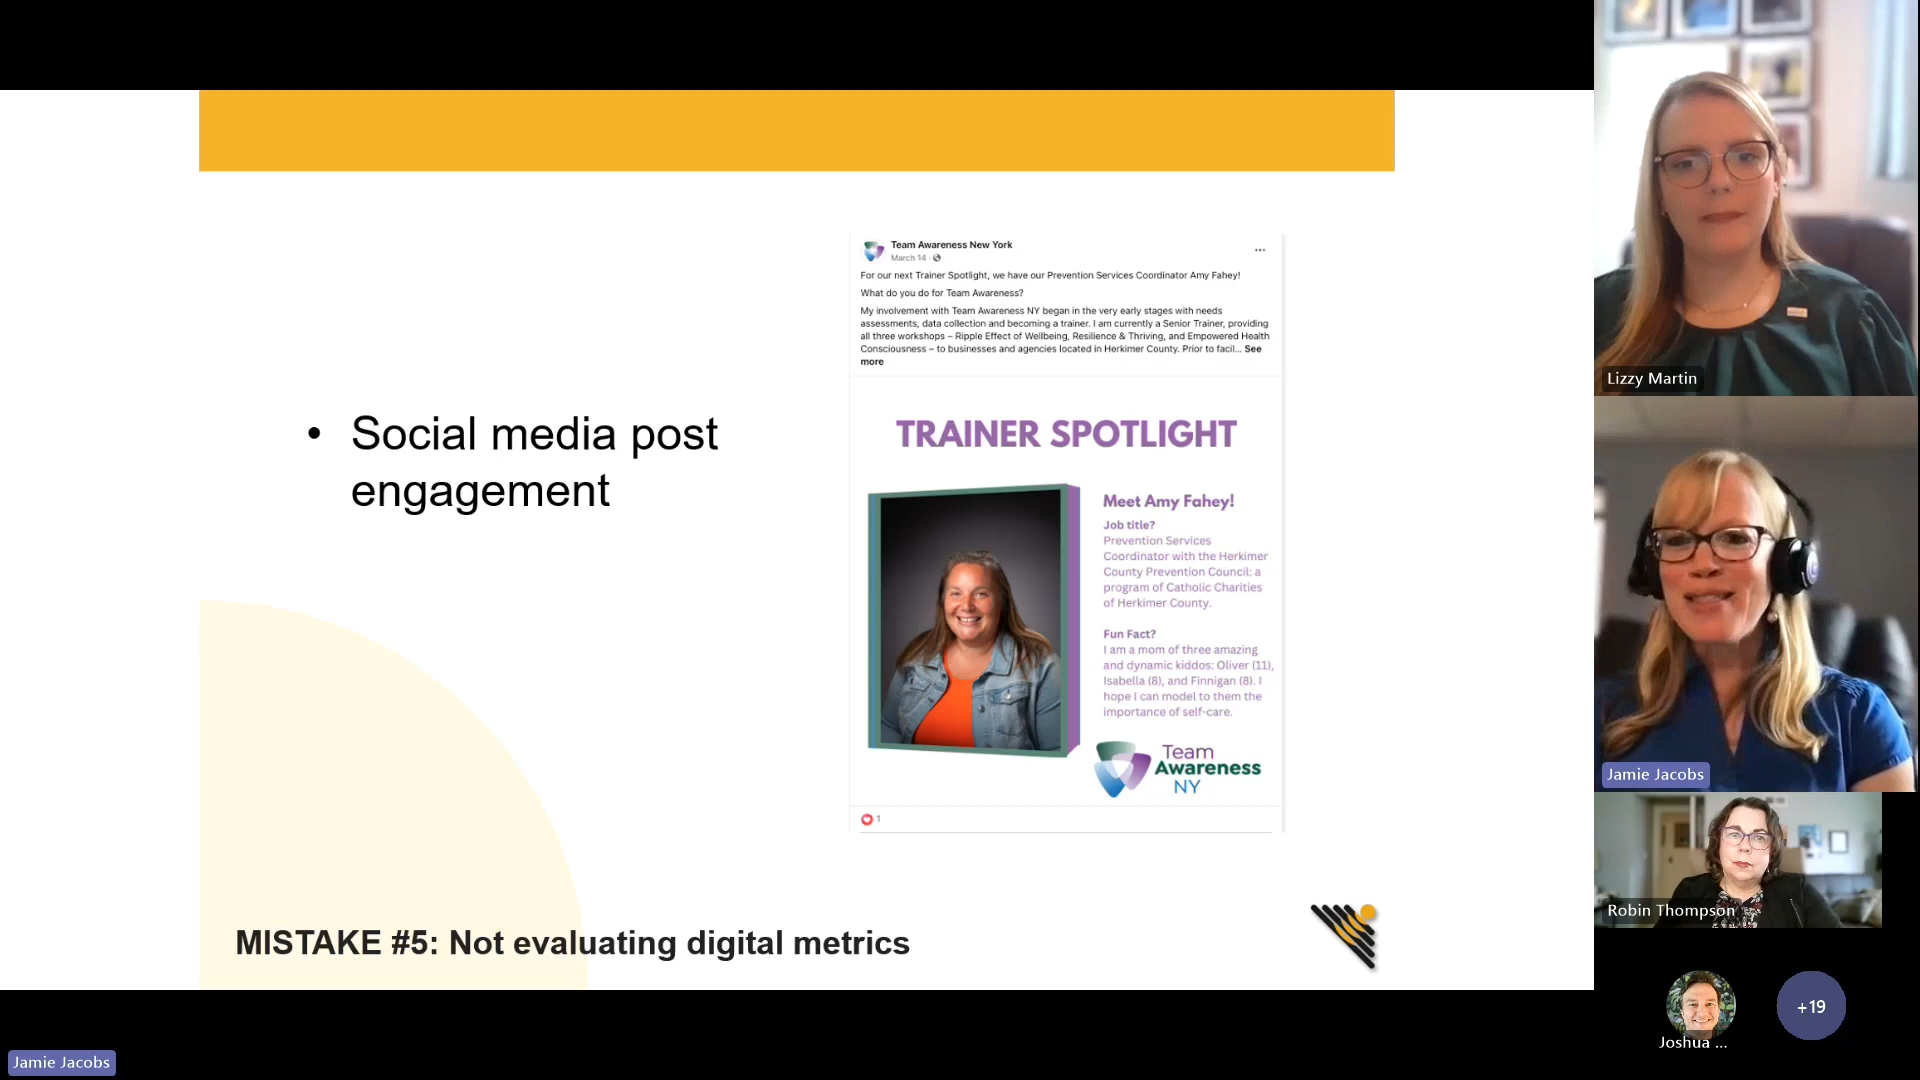 Team Awareness New York
March 14 ·
For our next Trainer Spotlight, we have our Prevention Services Coordinator Amy Fahey!
What do you do for Team Awareness?
My involvement with Team Awareness NY began in the very early stages with needs
assessments, data collection and becoming a trainer. I am currently a Senior Trainer, providing
all three workshops – Ripple Effect of Wellbeing, Resilience & Thriving, and Empowered Health
Consciousness – to businesses and agencies located in Herkimer County. Prior to facil... See
more
• Social media post
engagement
TRAINER SPOTLIGHT
Meet Amy Fahey!
Job title?
Prevention Services
Coordinator with the Herkimer
County Prevention Council: a
program of Catholic Charities
of Herkimer County.
Fun Fact?
I am a mom of three amazing
and dynamic kiddos: Oliver (11),
Isabella (8), and Finnigan (8). I
hope I can model to them the
importance of self-care.
Team
Awareness
NY
1
MISTAKE #5: Not evaluating digital metrics
Lizzy Martin
Jamie Jacobs
Robin Thompson
Joshua ...
+19
Jamie Jacobs